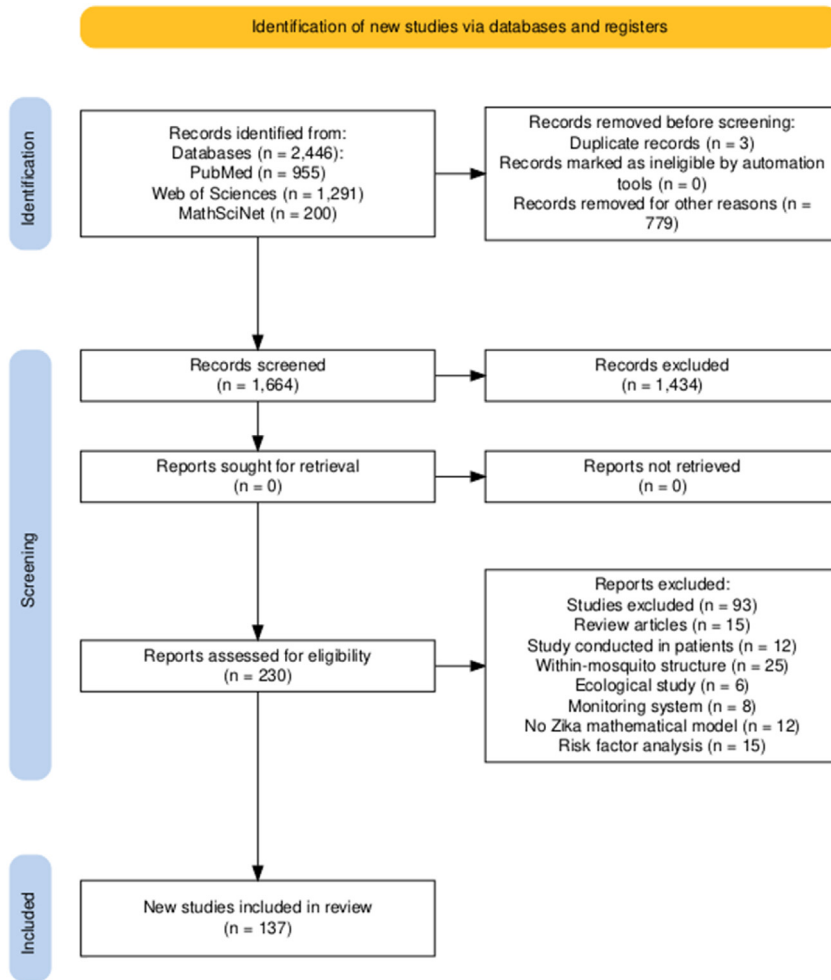 Identification of new studies via databases and registers
Identification
Records identified from:
Databases (n = 2,446):
PubMed (n = 955)
Web of Sciences (n = 1,291)
MathSciNet (n = 200)
Records removed before screening:
Duplicate records (n = 3)
Records marked as ineligible by automation
tools (n = 0)
Records removed for other reasons (n =
779)
Screening
Records screened
(n = 1,664)
Records excluded
(n = 1,434)
Reports sought for retrieval
(n = 0)
Reports not retrieved
(n = 0)
Reports assessed for eligibility
(n = 230)
Reports excluded:
Studies excluded (n = 93)
Review articles (n = 15)
Study conducted in patients (n = 12)
Within-mosquito structure (n = 25)
Ecological study (n = 6)
Monitoring system (n = 8)
No Zika mathematical model (n = 12)
Risk factor analysis (n = 15)
Included
New studies included in review
(n = 137)